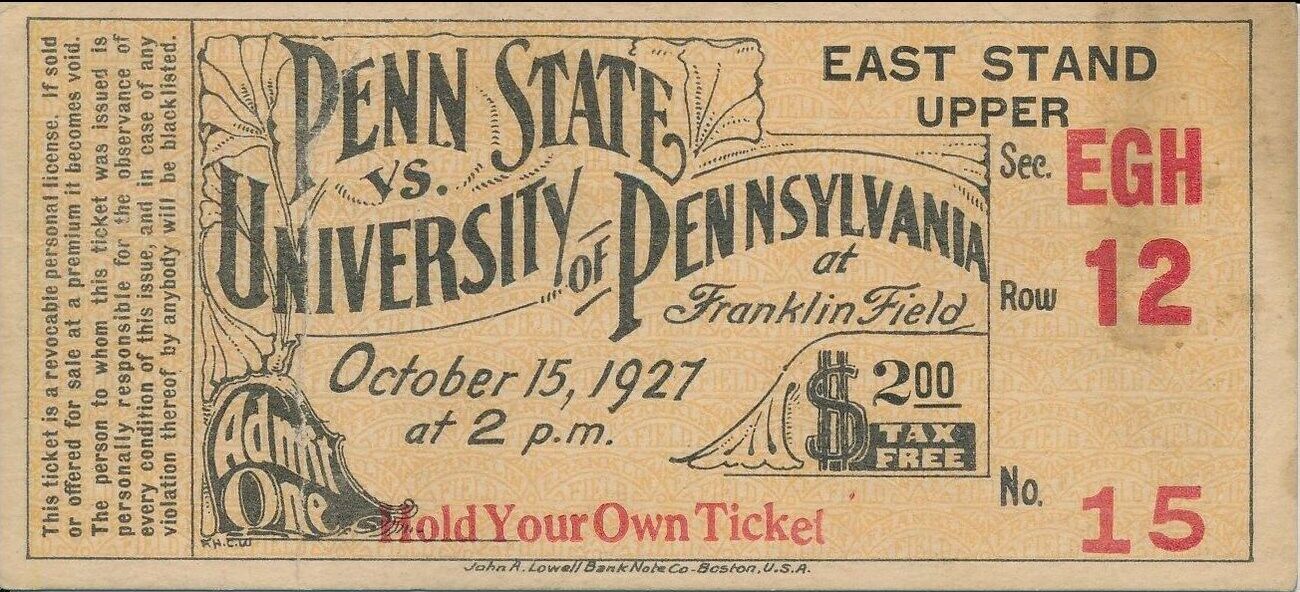 This ticket is a revocable personal license. If sold
or offered for sale at a premium it becomes void.
The person to whom this ticket was issued is
personally responsible for the observance of
every condition of this issue, and in case of any
violation thereof by anybody will be blacklisted.
PENN STATE
VS.
UNIVERSITY OF PENNSYLVANIA
at
Franklin Field
October 15, 1927
at 2 p.m.
$2.00
TAX
FREE
Admit
One
Hold Your Own Ticket
EAST STAND
UPPER
Sec. EGH
Row 12
No. 15
John A. Lowell Bank Note Co-Boston, U.S.A.